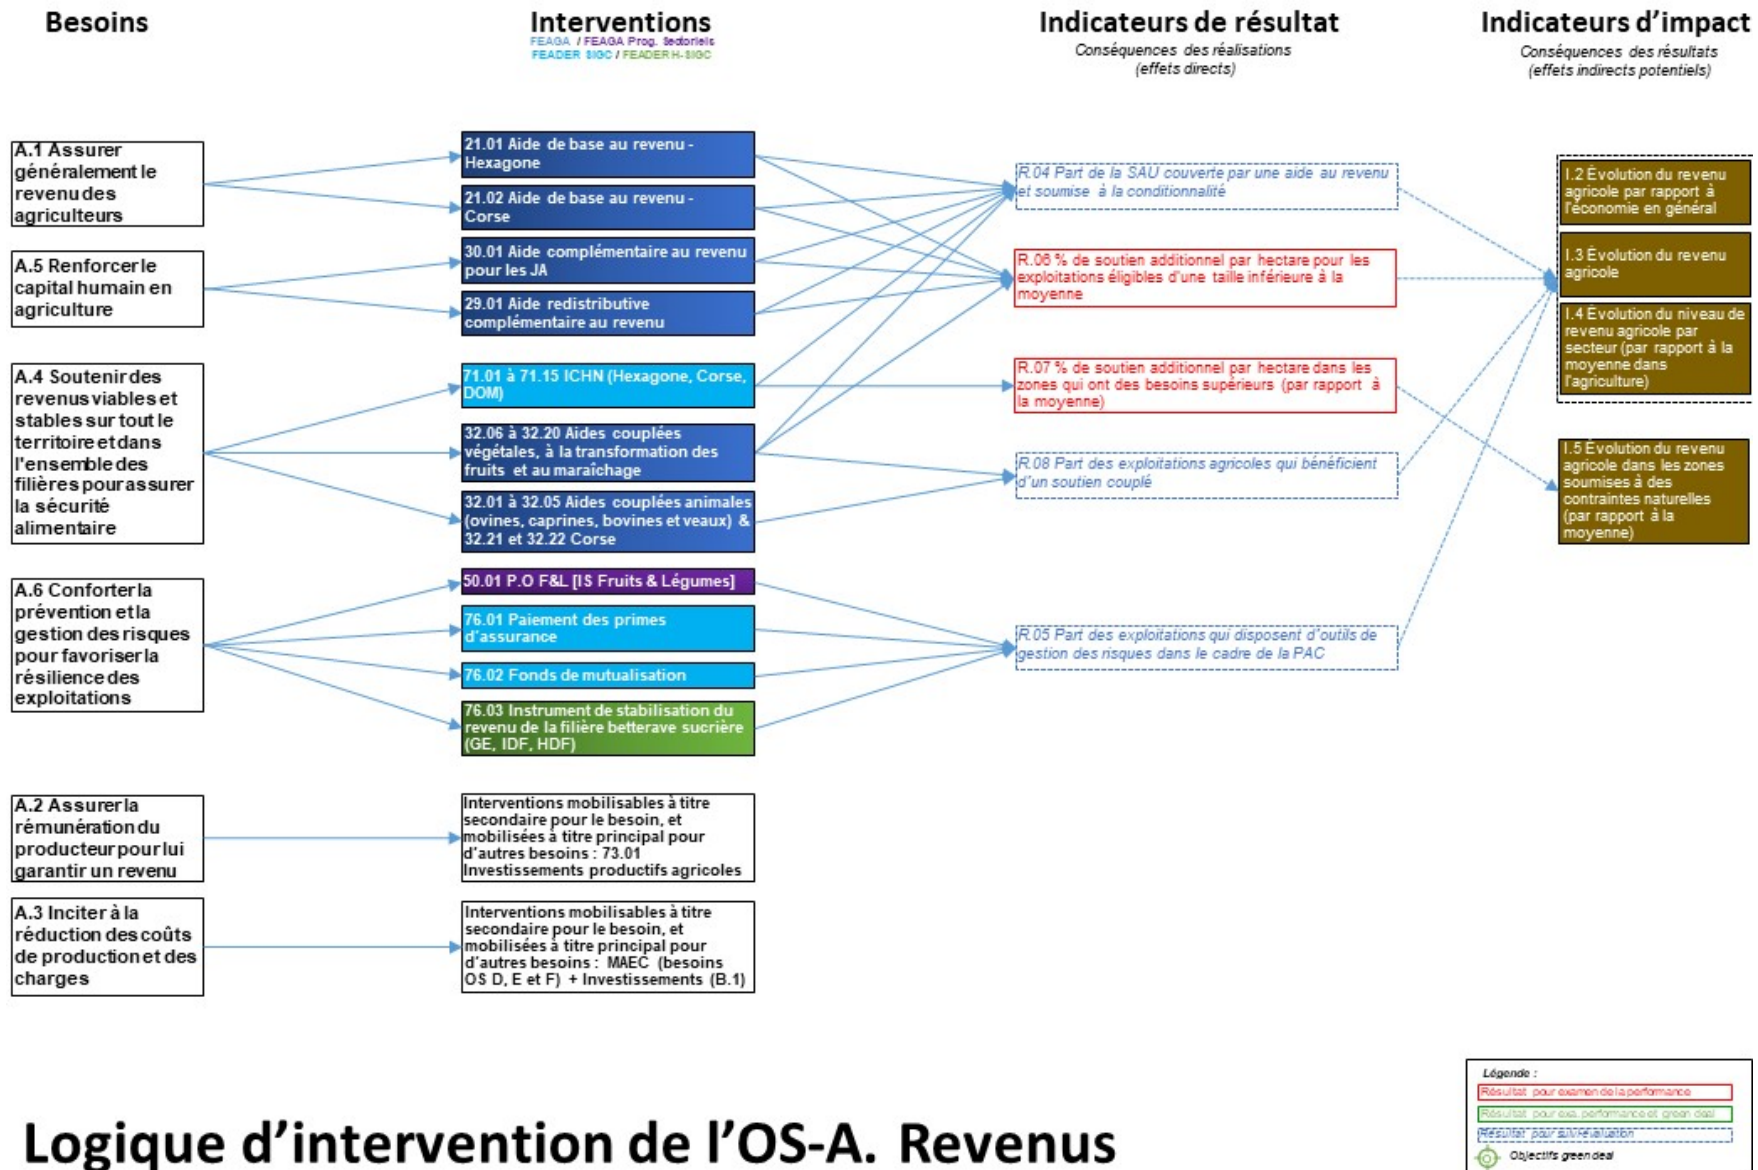 Besoins
Interventions
FEAGA / FEAGA Prog. Sectoriels
FEADER SIGC / FEADER H-SIGC
Indicateurs de résultat
Conséquences des réalisations
(effets directs)
Indicateurs d'impact
Conséquences des résultats
(effets indirects potentiels)
A.1 Assurer
généralement le
revenu des
agriculteurs
A.5 Renforcer le
capital humain en
agriculture
A.4 Soutenir des
revenus viables et
stables sur tout le
territoire et dans
l'ensemble des
filières pour assurer
la sécurité
alimentaire
A.6 Conforter la
prévention et la
gestion des risques
pour favoriser la
résilience des
exploitations
A.2 Assurer la
rémunération du
producteur pour lui
garantir un revenu
A.3 Inciter à la
réduction des coûts
de production et des
charges
21.01 Aide de base au revenu -
Hexagone
21.02 Aide de base au revenu -
Corse
30.01 Aide complémentaire au revenu
pour les JA
29.01 Aide redistributive
complémentaire au revenu
71.01 à 71.15 ICHN (Hexagone, Corse,
DOM)
32.06 à 32.20 Aides couplées
végétales, à la transformation des
fruits et au maraîchage
32.01 à 32.05 Aides couplées animales
(ovines, caprines, bovines et veaux) &
32.21 et 32.22 Corse
50.01 P.O F&L [IS Fruits & Légumes]
76.01 Paiement des primes
d'assurance
76.02 Fonds de mutualisation
76.03 Instrument de stabilisation du
revenu de la filière betterave sucrière
(GE, IDF, HDF)
Interventions mobilisables à titre
secondaire pour le besoin, et
mobilisées à titre principal pour
d'autres besoins : 73.01
Investissements productifs agricoles
Interventions mobilisables à titre
secondaire pour le besoin, et
mobilisées à titre principal pour
d'autres besoins : MAEC (besoins
OS D, E et F) + Investissements (B.1)
R.04 Part de la SAU couverte par une aide au revenu
et soumise à la conditionnalité
R.06 % de soutien additionnel par hectare pour les
exploitations éligibles d'une taille inférieure à la
moyenne
R.07 % de soutien additionnel par hectare dans les
zones qui ont des besoins supérieurs (par rapport à
la moyenne)
R.08 Part des exploitations agricoles qui bénéficient
d'un soutien couplé
R.05 Part des exploitations qui disposent d'outils de
gestion des risques dans le cadre de la PAC
I.2 Évolution du revenu
agricole par rapport à
l'économie en général
I.3 Évolution du revenu
agricole
I.4 Évolution du niveau de
revenu agricole par
secteur (par rapport à la
moyenne dans
l'agriculture)
I.5 Évolution du revenu
agricole dans les zones
soumises à des
contraintes naturelles
(par rapport à la
moyenne)
Logique d'intervention de l'OS-A. Revenus
Légende :
Résultat pour examen de la performance
Résultat pour exa. performance et green deal
Résultat pour suivi/évaluation
Objectifs green deal